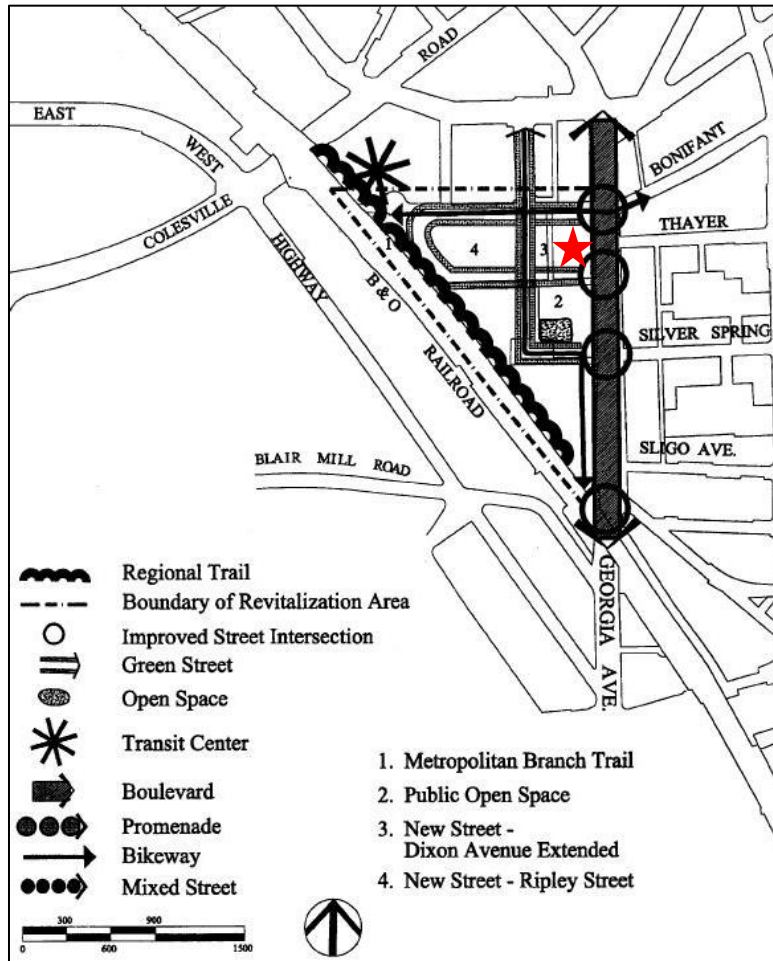 ROAD
EAST
WEST
BONIFANT
COLESVILLE
THAYER
HIGHWAY
1
4
3
B & O
2
SILVER SPRING
RAILROAD
SLIGO AVE.
BLAIR MILL ROAD
GEORGIA AVE.
Regional Trail
Boundary of Revitalization Area
Improved Street Intersection
Green Street
Open Space
Transit Center
Boulevard
Promenade
Bikeway
Mixed Street
1. Metropolitan Branch Trail
2. Public Open Space
3. New Street -
Dixon Avenue Extended
4. New Street - Ripley Street
300 900
0 600 1500